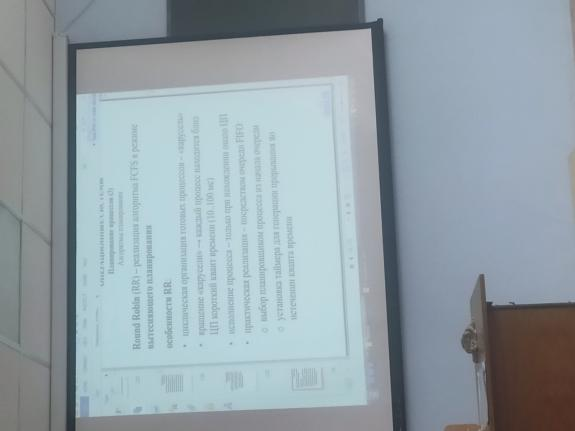 Планирование процессов (3)
Алгоритмы планирования
Round Robin (RR) – реализация алгоритма FCFS в режиме
вытесняющего планирования
особенности RR:
• циклическая организация готовых процессов – «карусель»
• вращение «карусели» → каждый процесс находится близ
ЦП короткий квант времени (10..100 мс)
• исполнение процесса – только при нахождении около ЦП
• практическая реализация – посредством очереди FIFO:
○ выбор планировщиком процесса из начала очереди
○ установка таймера для генерации прерывания по
истечении кванта времени